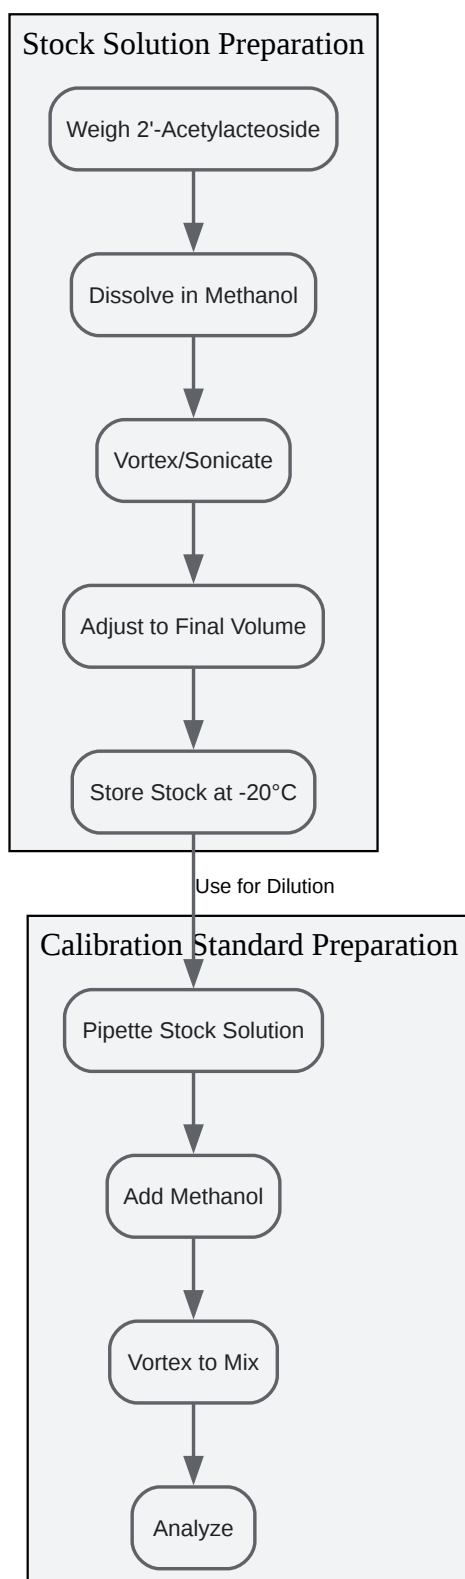 Stock Solution Preparation
Weigh 2'-Acetylacteoside
Dissolve in Methanol
Vortex/Sonicate
Adjust to Final Volume
Store Stock at -20°C
Use for Dilution
Calibration Standard Preparation
Pipette Stock Solution
Add Methanol
Vortex to Mix
Analyze